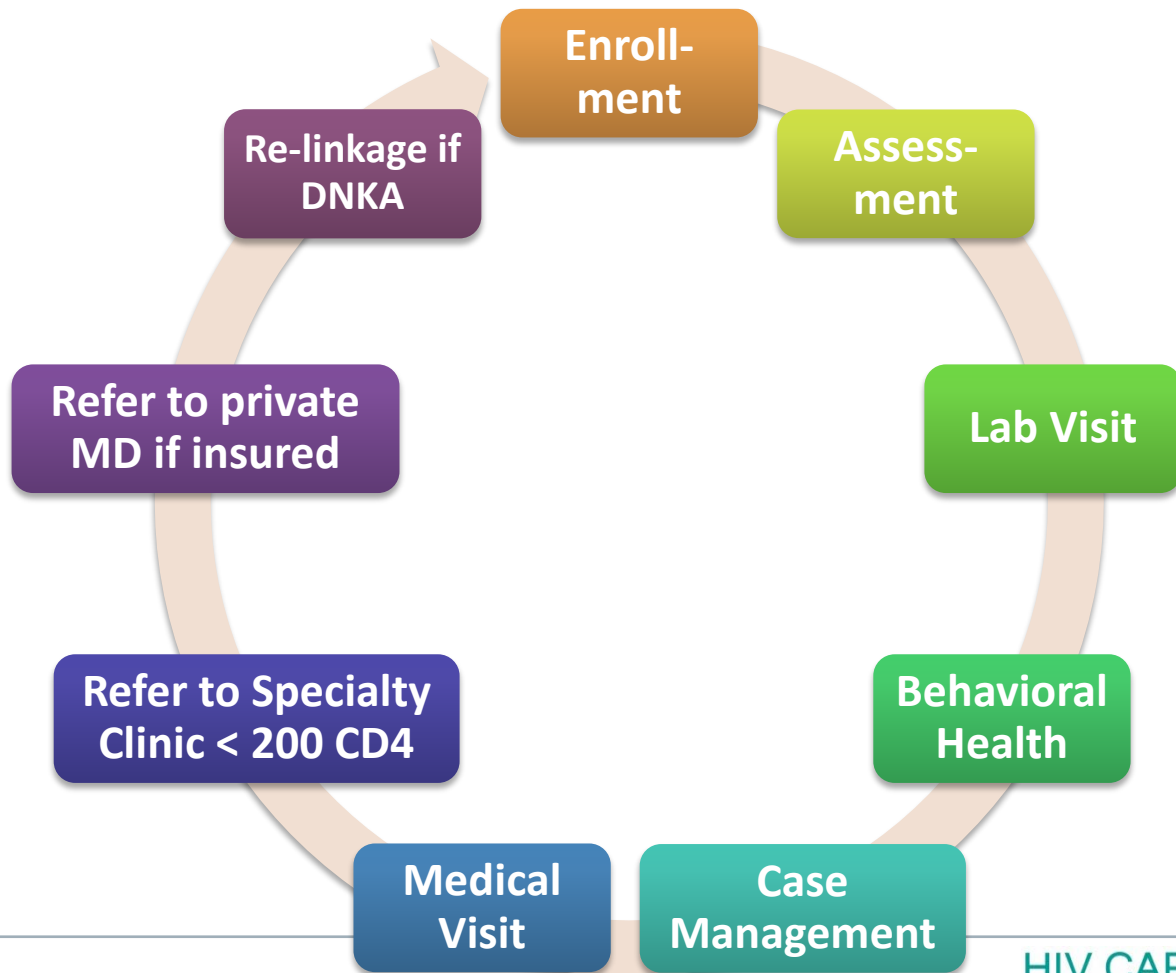 Enroll-
ment
Assess-
ment
Lab Visit
Behavioral
Health
Case
Management
Medical
Visit
Refer to Specialty
Clinic < 200 CD4
Refer to private
MD if insured
Re-linkage if
DNKA
HIV